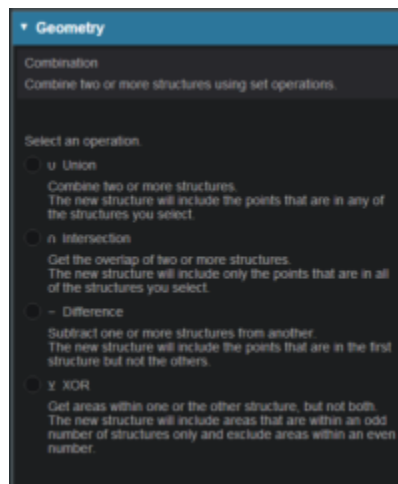 ▾ Geometry
Combination
Combine two or more structures using set operations.
Select an operation.
∪ Union
Combine two or more structures.
The new structure will include the points that are in any of
the structures you select.
∩ Intersection
Get the overlap of two or more structures.
The new structure will include only the points that are in all
of the structures you select.
− Difference
Subtract one or more structures from another.
The new structure will include the points that are in the first
structure but not the others.
⊻ XOR
Get areas within one or the other structure, but not both.
The new structure will include areas that are within an odd
number of structures only and exclude areas within an even
number.